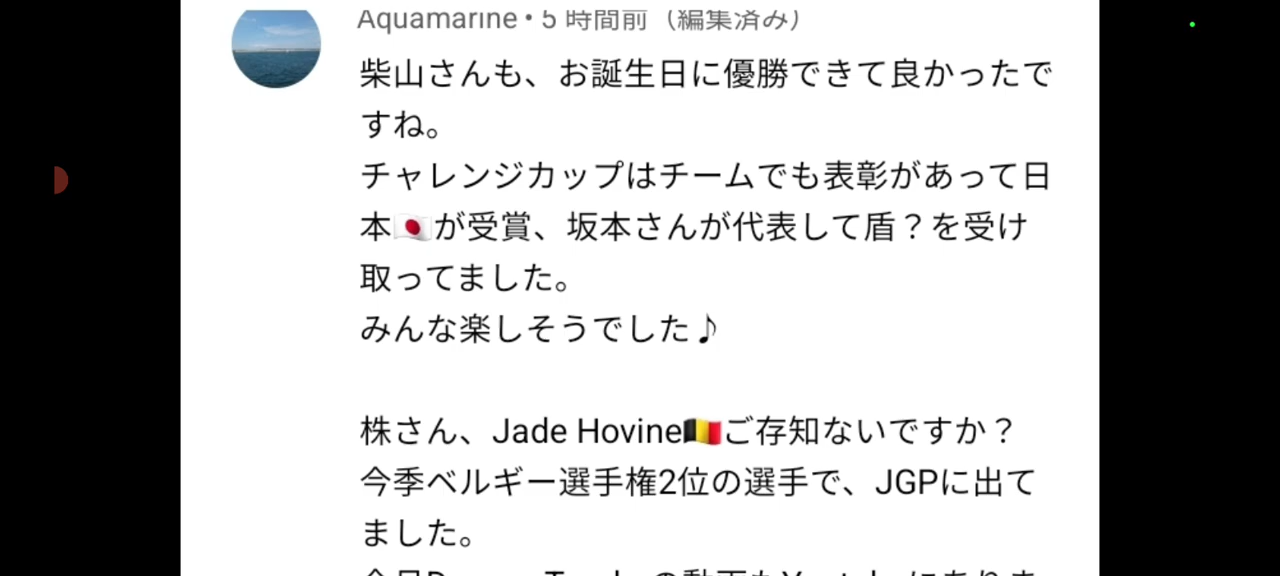 Aquamarine • 5 時間前（編集済み）
柴山さんも、お誕生日に優勝できて良かったで
すね。
チャレンジカップはチームでも表彰があって日
本🇯🇵が受賞、坂本さんが代表して盾？を受け
取ってました。
みんな楽しそうでした♪
株さん、Jade Hovine🇧🇪ご存知ないですか？
今季ベルギー選手権2位の選手で、JGPに出て
ました。